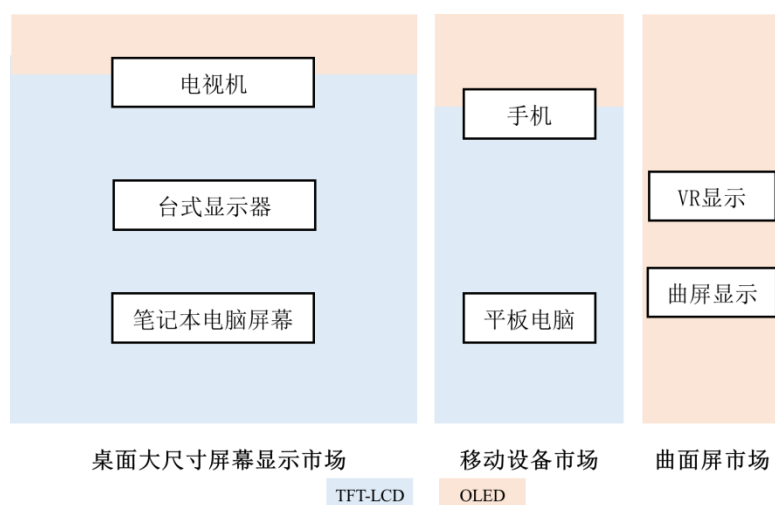 电视机
台式显示器
笔记本电脑屏幕
手机
平板电脑
VR显示
曲屏显示
桌面大尺寸屏幕显示市场
移动设备市场
曲面屏市场
TFT-LCD
OLED